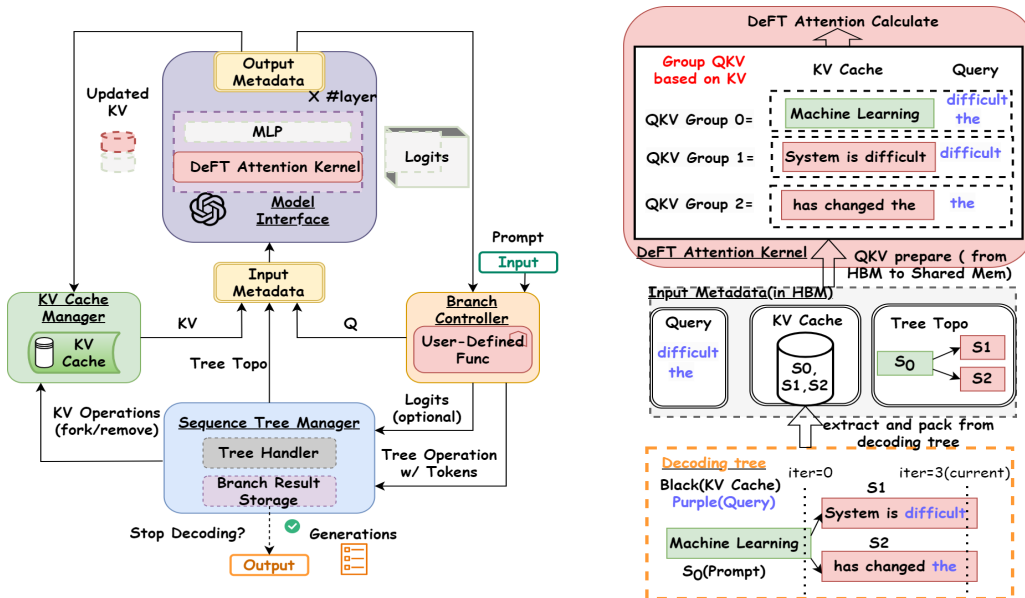 Output
Metadata
X #layer
Updated
KV
MLP
DeFT Attention Kernel
Model
Interface
Logits
Prompt
Input
Input
Metadata
KV Cache
Manager
KV
Cache
KV
Q
Tree Topo
Branch
Controller
User-Defined
Func
KV Operations
(fork/remove)
Logits
(optional)
Sequence Tree Manager
Tree Handler
Branch Result
Storage
Tree Operation
w/ Tokens
Stop Decoding?
Generations
Output
DeFT Attention Calculate
Group QKV
based on KV
KV Cache
Query
QKV Group 0=
Machine Learning
difficult
the
QKV Group 1=
System is difficult
difficult
QKV Group 2=
has changed the
the
DeFT Attention Kernel
QKV prepare ( from
HBM to Shared Mem)
Input Metadata(in HBM)
Query
difficult
the
KV Cache
S0,
S1,S2
Tree Topo
S0
S1
S2
extract and pack from
decoding tree
Decoding tree
iter=0
iter=3(current)
Black(KV Cache)
Purple(Query)
S1
System is difficult
Machine Learning
S0(Prompt)
S2
has changed the